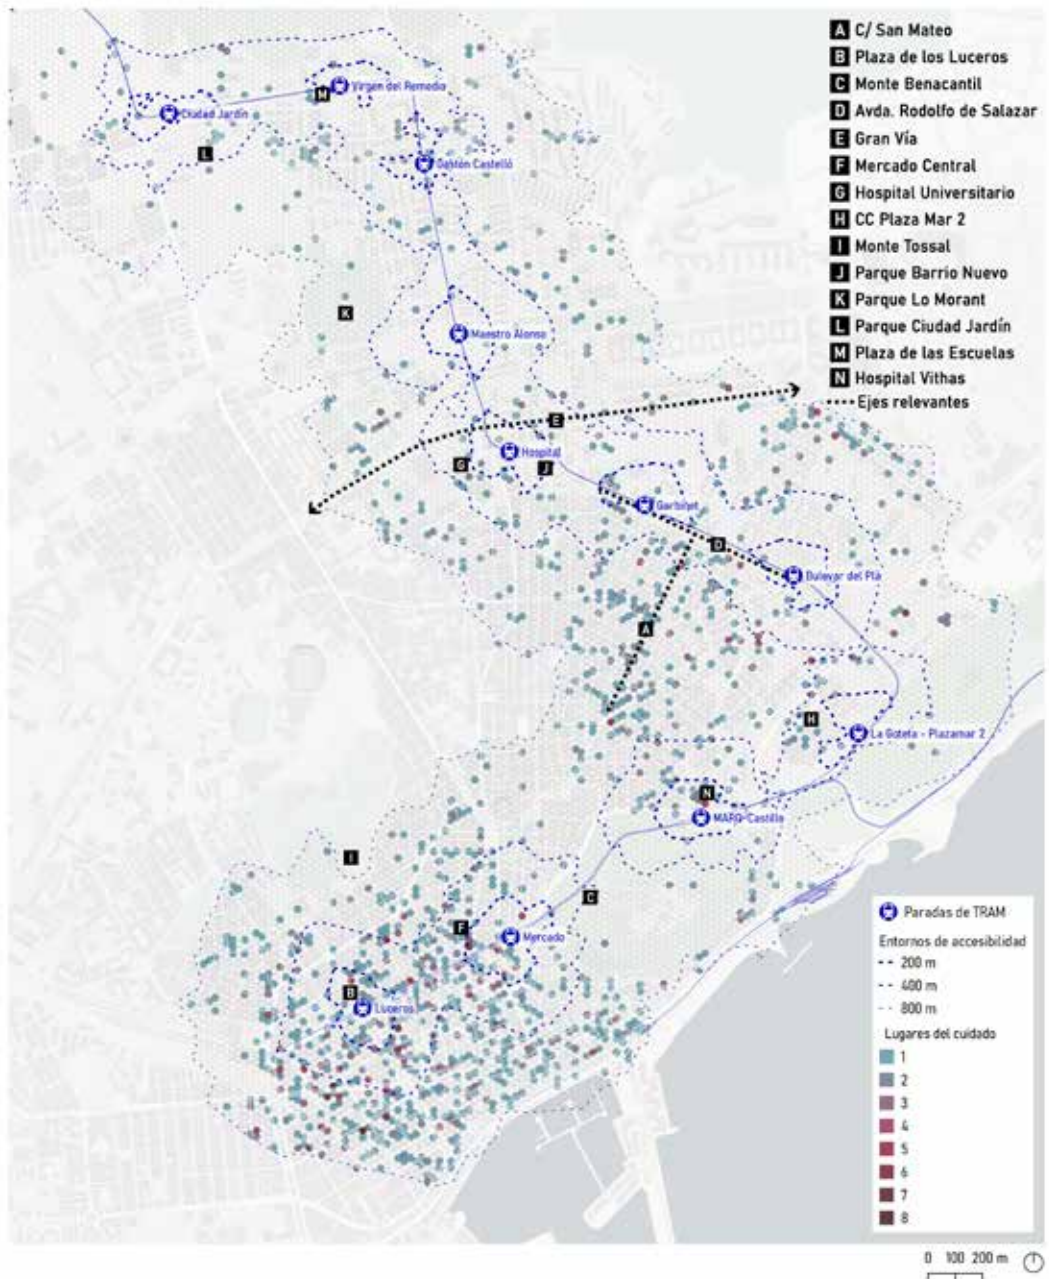 A C/ San Mateo
B Plaza de los Luceros
C Monte Benacantil
D Avda. Rodolfo de Salazar
E Gran Vía
F Mercado Central
G Hospital Universitario
H CC Plaza Mar 2
I Monte Tossal
J Parque Barrio Nuevo
K Parque Lo Morant
L Parque Ciudad Jardín
M Plaza de las Escuelas
N Hospital Vithas
Ejes relevantes
M
Virgen del Remedio
Ciudad Jardín
L
Gastón Castelló
K
Maestro Alonso
E
Hospital
G
J
Garbinet
D
Bulevar del Pla
A
H
La Goteta - Plazamar 2
N
MARQ-Castillo
I
C
F
Mercado
B
Luceros
Paradas de TRAM
Entornos de accesibilidad
200 m
400 m
800 m
Lugares del cuidado
1
2
3
4
5
6
7
8
0 100 200 m